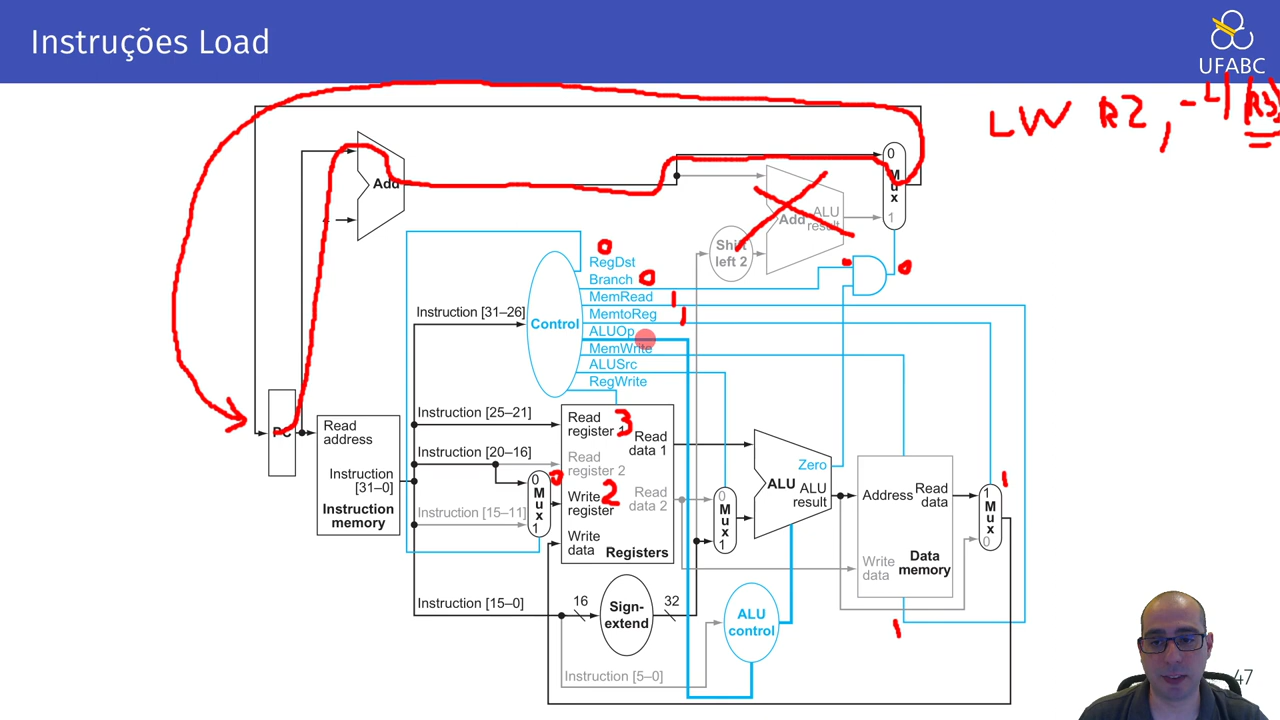 Instruções Load
UFABC
LW R2, -4(R3)
0
Add
M
u
x
1
4
Add
ALU
result
Shift
left 2
0
RegDst
Branch 0
MemRead 1
MemtoReg 1
ALUOp
MemWrite
ALUSrc
RegWrite
0
Instruction [31–26]
Control
PC
Read
address
Instruction
[31–0]
Instruction
memory
Instruction [25–21]
Instruction [20–16]
Instruction [15–11]
Instruction [15–0]
0
M
u
x
1
0
Read
register 1
3
Read
register 2
Write
register
2
Write
data
Read
data 1
Read
data 2
Registers
0
M
u
x
1
Zero
ALU
ALU
result
Address
Read
data
Write
data
Data
memory
1
1
M
u
x
0
1
16
Sign-
extend
32
ALU
control
Instruction [5–0]
47